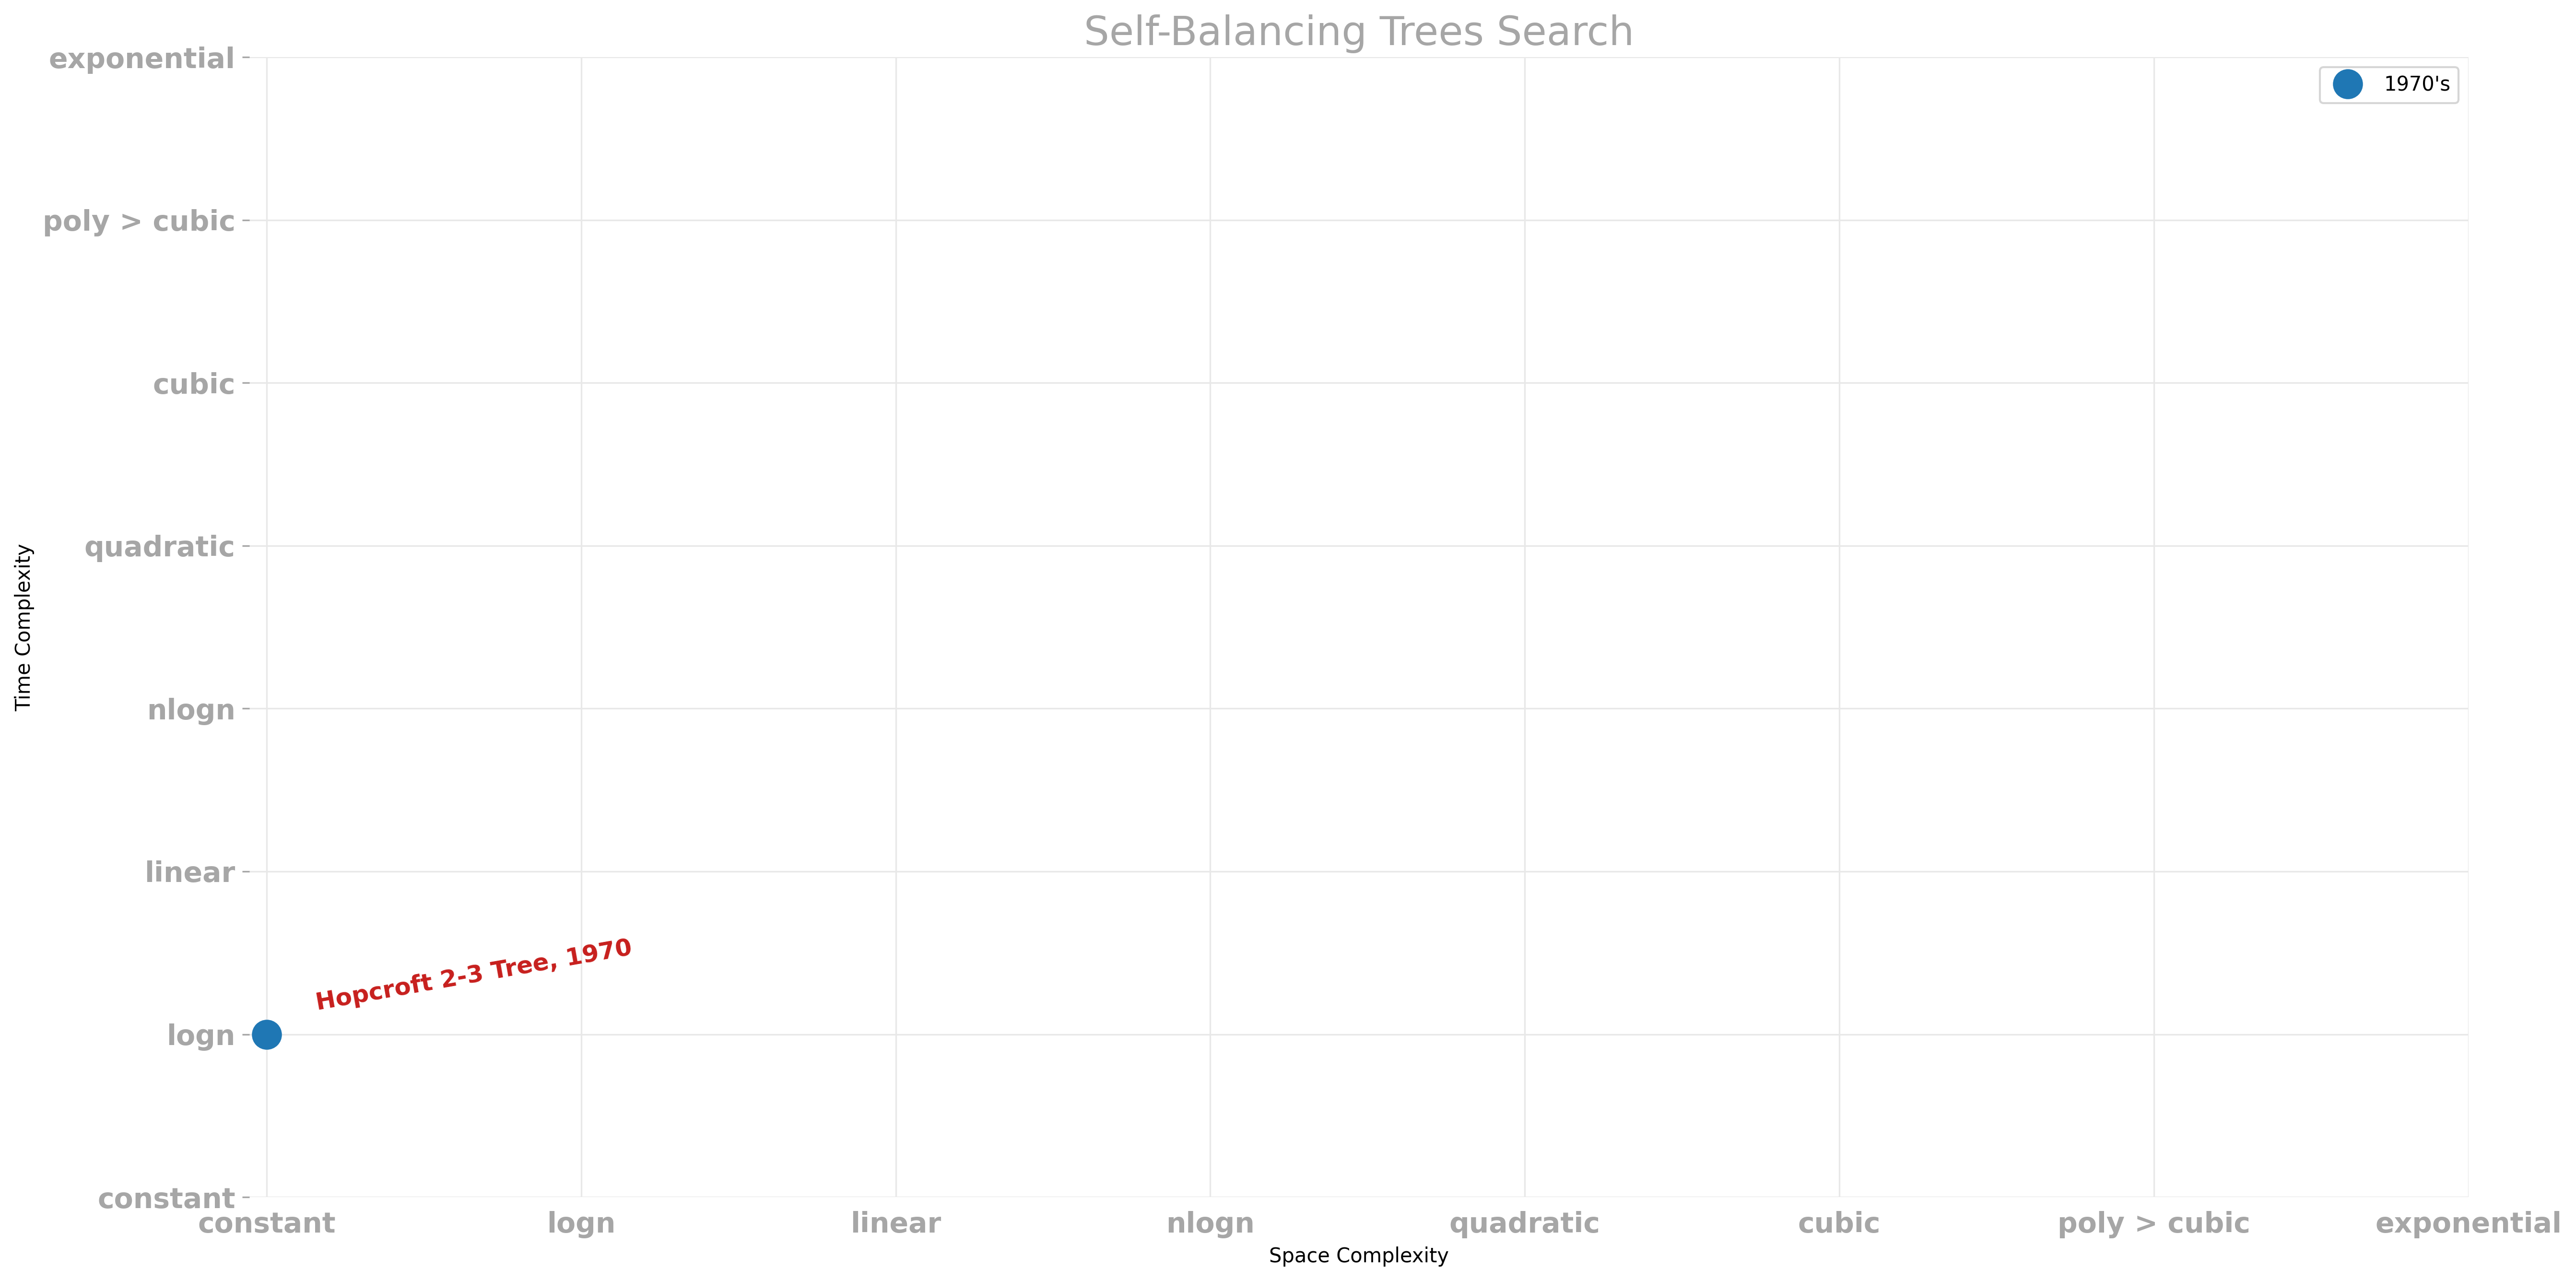 Self-Balancing Trees Search
1970's
exponential
poly > cubic
cubic
quadratic
nlogn
linear
logn
constant
Time Complexity
Hopcroft 2-3 Tree, 1970
constant
logn
linear
nlogn
quadratic
cubic
poly > cubic
exponential
Space Complexity